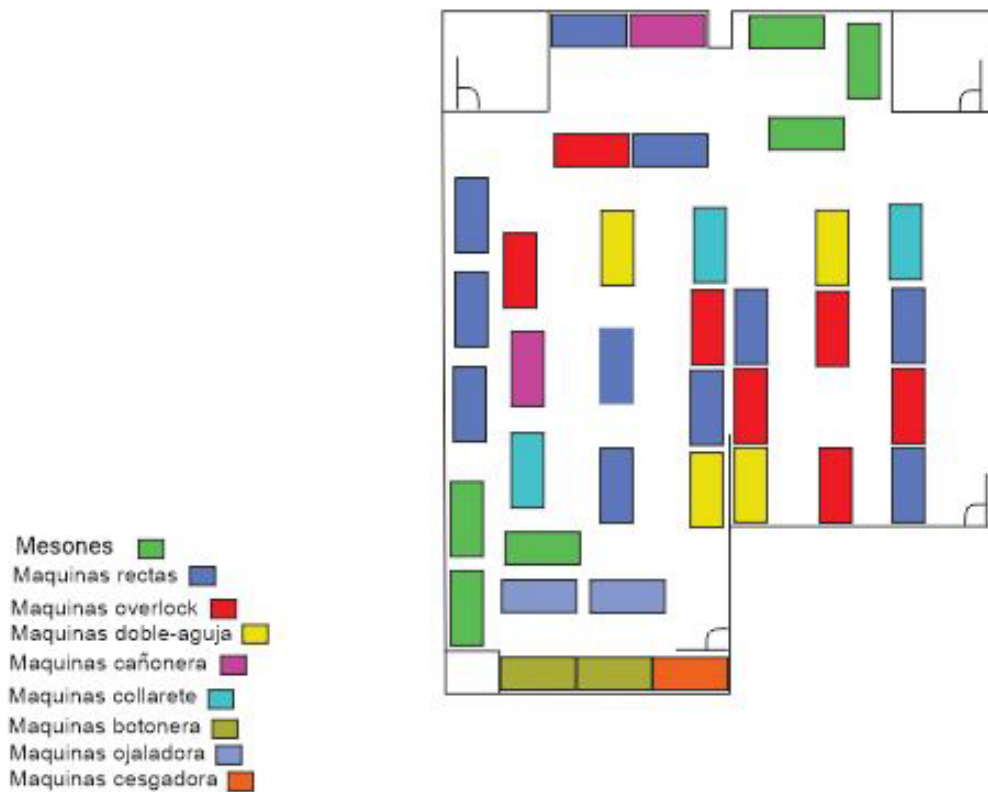 Mesones
Maquinas rectas
Maquinas overlock
Maquinas doble-aguja
Maquinas cañonera
Maquinas collarete
Maquinas botonera
Maquinas ojaladora
Maquinas cesgadora